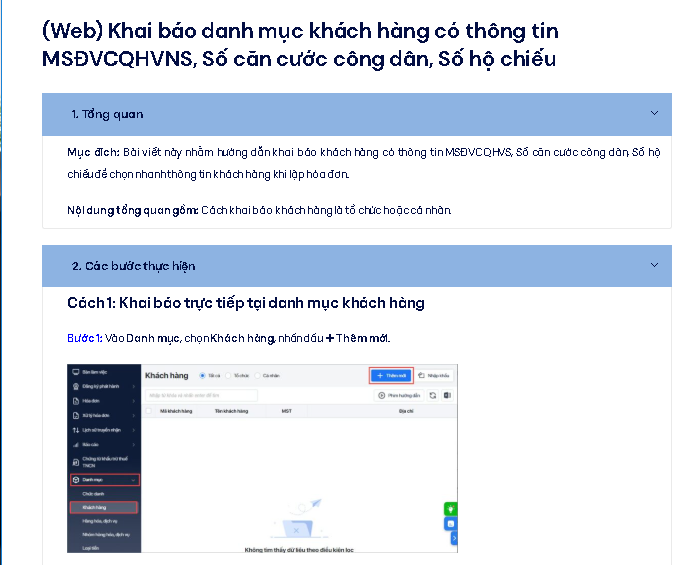 (Web) Khai báo danh mục khách hàng có thông tin
MSĐVCQHVNS, Số căn cước công dân, Số hộ chiếu
1. Tổng quan
Mục đích: Bài viết này nhằm hướng dẫn khai báo khách hàng có thông tin MSĐVCQHVS, Số căn cước công dân, Số hộ
chiếu để chọn nhanh thông tin khách hàng khi lập hóa đơn.
Nội dung tổng quan gồm: Cách khai báo khách hàng là tổ chức hoặc cá nhân.
2. Các bước thực hiện
Cách 1: Khai báo trực tiếp tại danh mục khách hàng
Bước 1: Vào Danh mục, chọn Khách hàng, nhấn dấu + Thêm mới.
Bàn làm việc
Đăng ký phát hành
Hóa đơn
Xử lý hóa đơn
Lịch sử truyền nhận
Báo cáo
Chứng từ khấu trừ thuế
TNCN
Danh mục
Chức danh
Khách hàng
Hàng hóa, dịch vụ
Nhóm hàng hóa, dịch vụ
Loại tiền
Khách hàng
Tất cả
Tổ chức
Cá nhân
+ Thêm mới
Nhập khẩu
Nhập từ khóa và nhấn enter để tìm
Phim hướng dẫn
Mã khách hàng
Tên khách hàng
MST
Địa chỉ
Không tìm thấy dữ liệu theo điều kiện lọc